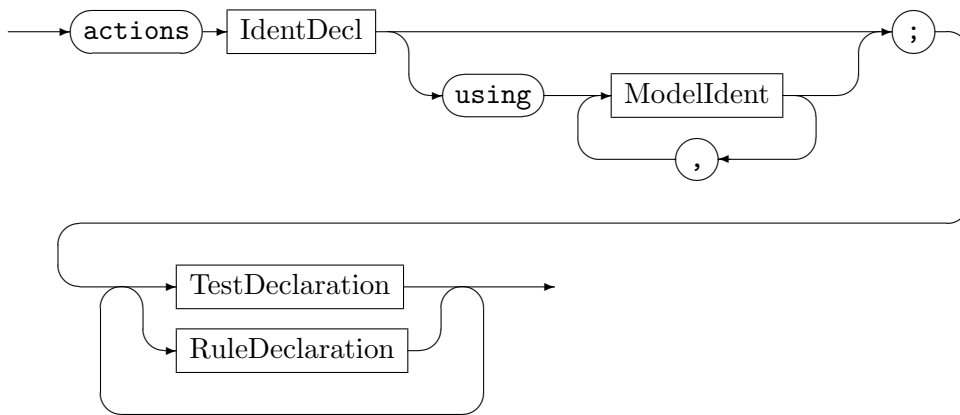 actions IdentDecl ;
using ModelIdent
,
TestDeclaration
RuleDeclaration